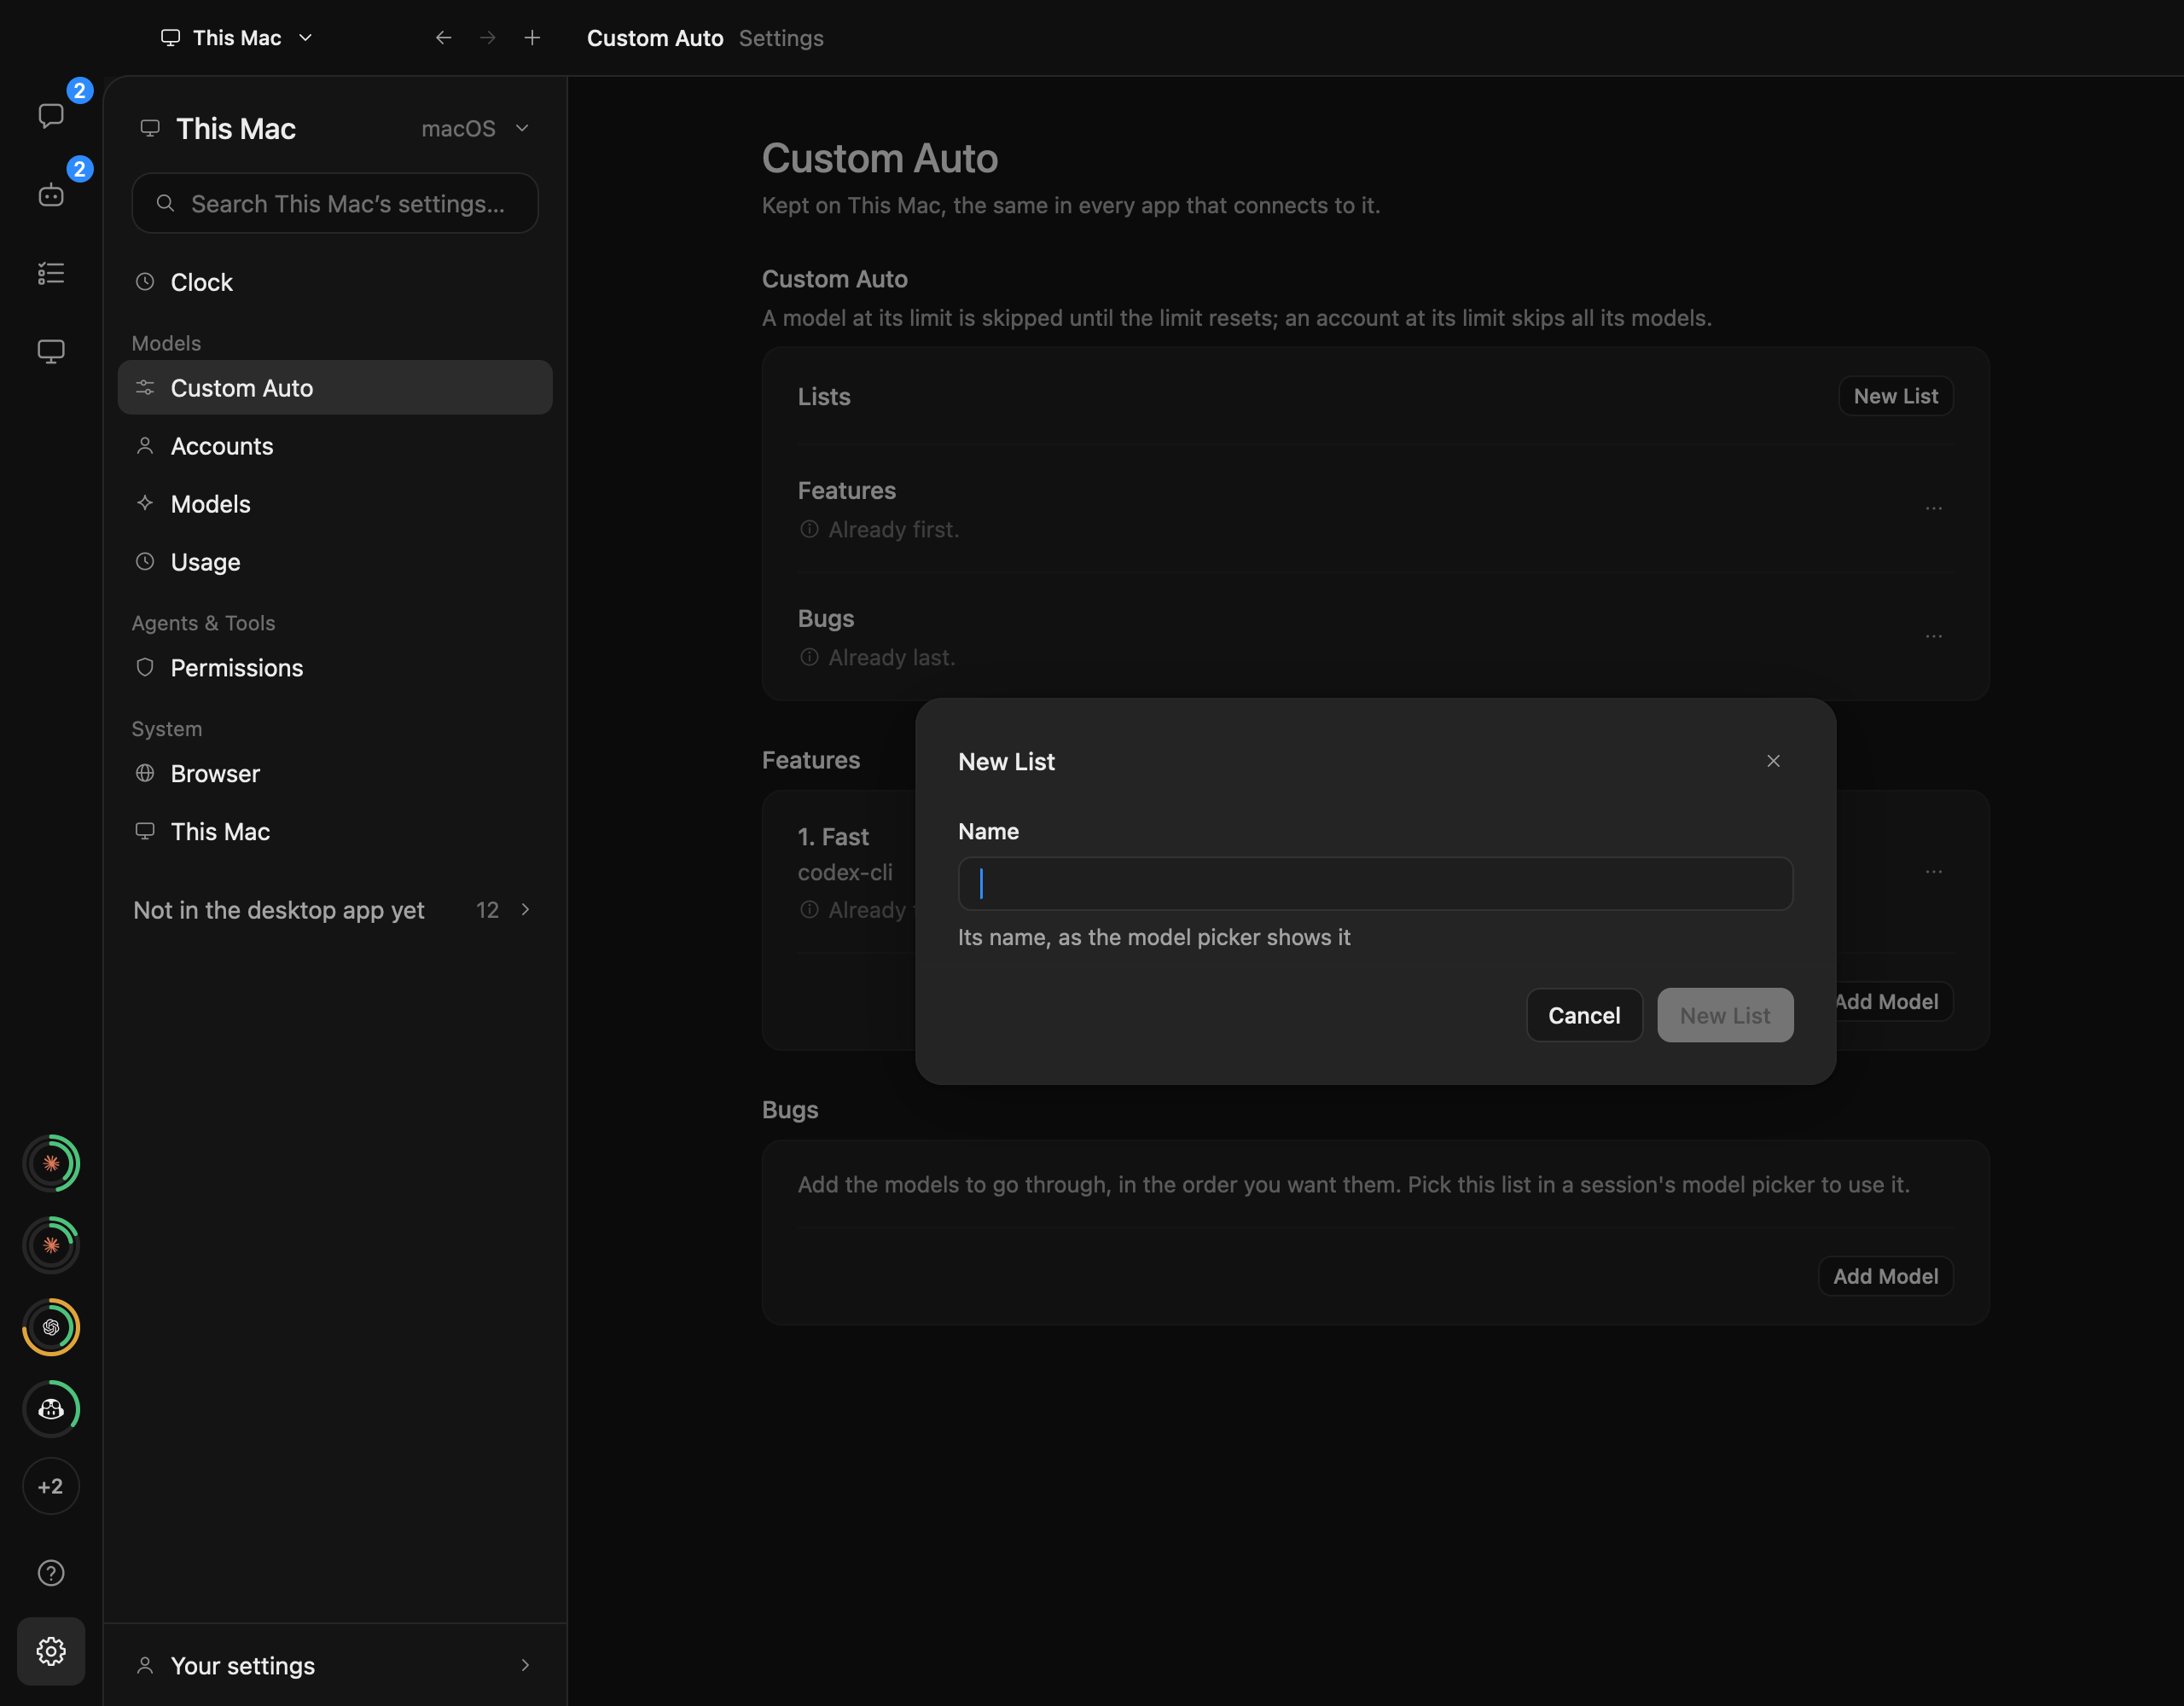 This Mac
Custom Auto Settings
2
2
This Mac macOS
Search This Mac’s settings...
Clock
Models
Custom Auto
Accounts
Models
Usage
Agents & Tools
Permissions
System
Browser
This Mac
Not in the desktop app yet 12
+2
Your settings
Custom Auto
Kept on This Mac, the same in every app that connects to it.
Custom Auto
A model at its limit is skipped until the limit resets; an account at its limit skips all its models.
Lists New List
Features
Already first.
Bugs
Already last.
Features
1. Fast
codex-cli
Already
Add Model
New List
Name
Its name, as the model picker shows it
Cancel New List
Bugs
Add the models to go through, in the order you want them. Pick this list in a session's model picker to use it.
Add Model